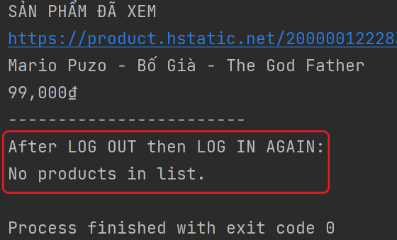 SẢN PHẨM ĐÃ XEM
https://product.hstatic.net/20000012228
Mario Puzo - Bố Già - The God Father
99,000₫
------------------------
After LOG OUT then LOG IN AGAIN:
No products in list.
Process finished with exit code 0